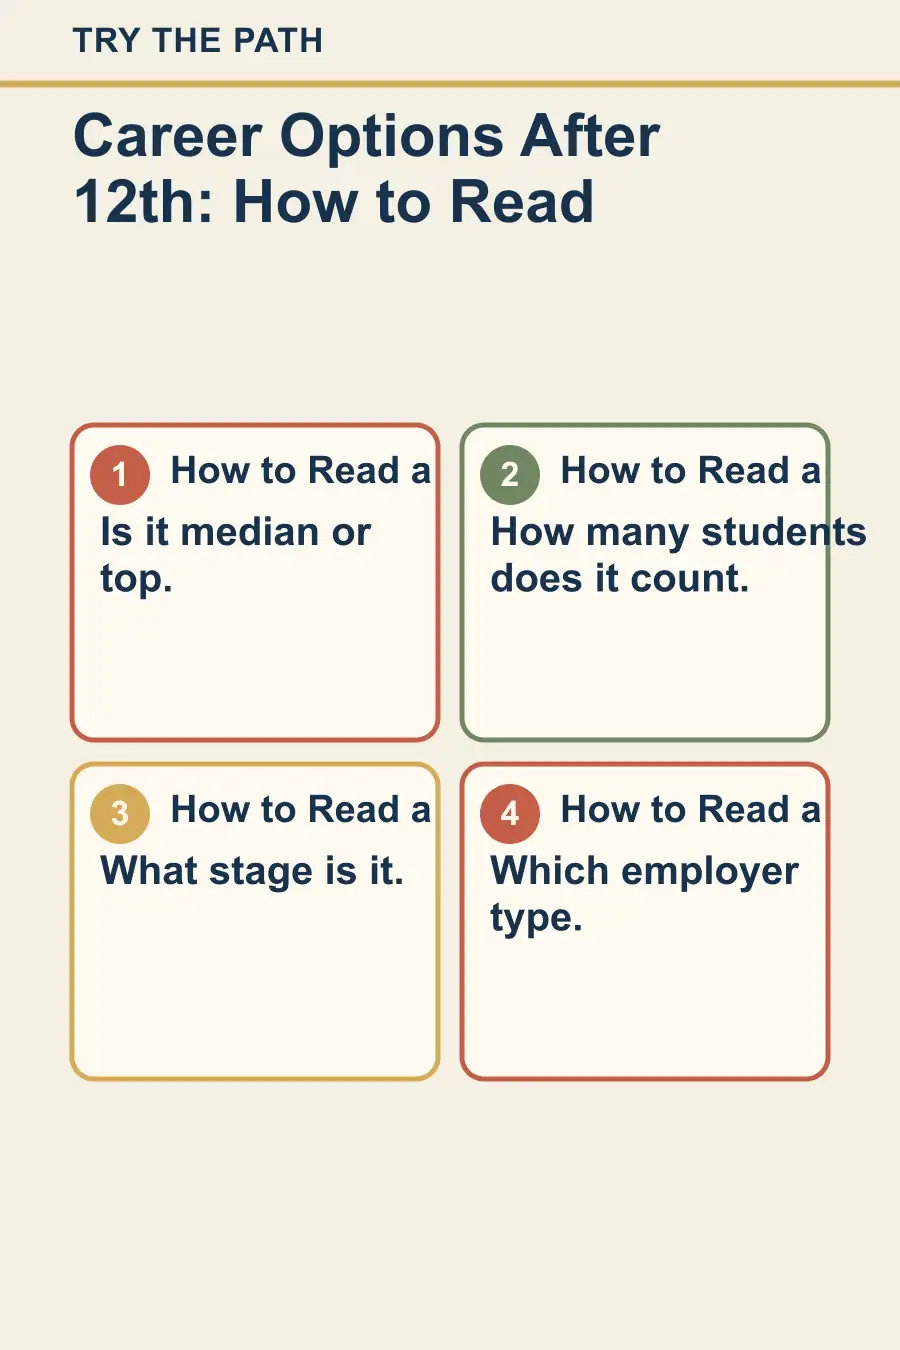 TRY THE PATH
Career Options After
12th: How to Read
1 How to Read a
Is it median or
top.
2 How to Read a
How many students
does it count.
3 How to Read a
What stage is it.
4 How to Read a
Which employer
type.